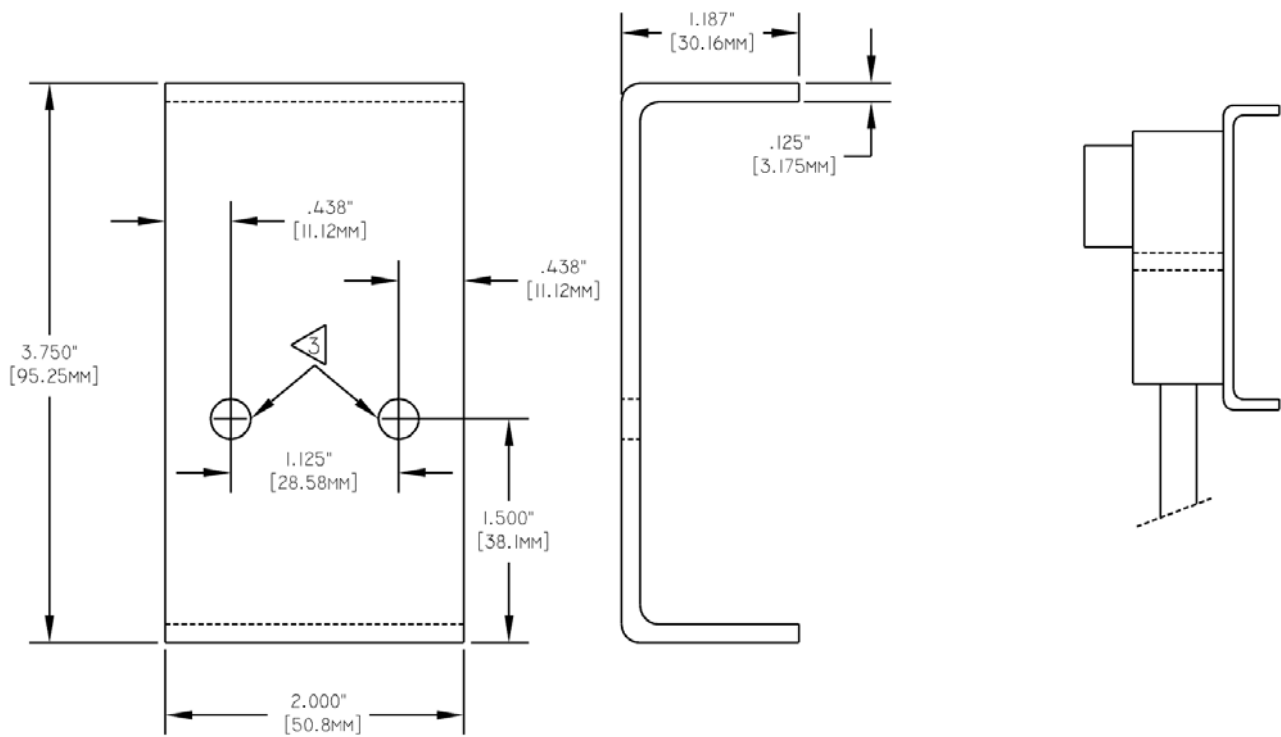 1.187"
[30.16MM]
.125"
[3.175MM]
.438"
[11.12MM]
.438"
[11.12MM]
3
3.750"
[95.25MM]
1.125"
[28.58MM]
1.500"
[38.1MM]
2.000"
[50.8MM]